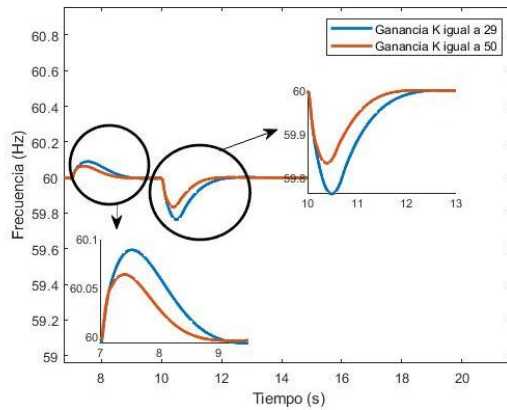 60.8
60.6
60.4
60.2
60
59.8
59.6
59.4
59.2
59
Frecuencia (Hz)
Ganancia K igual a 29
Ganancia K igual a 50
60
59.9
59.8
10 11 12 13
60.1
60.05
60
7 8 9
8 10 12 14 16 18 20
Tiempo (s)